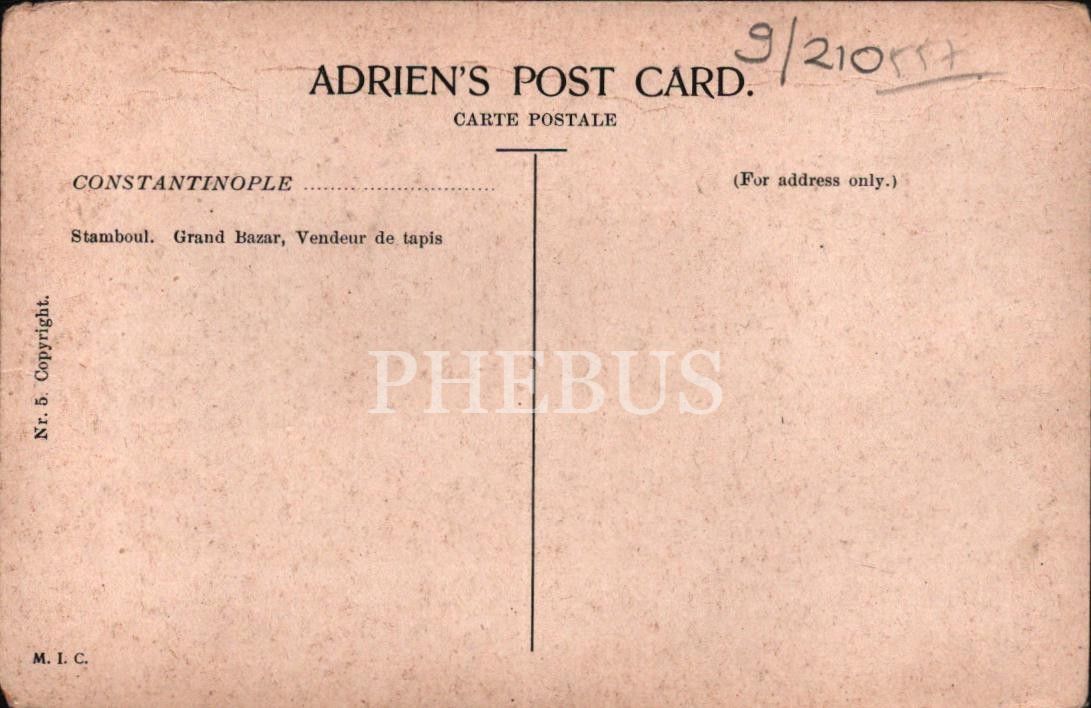 9/210
ADRIEN'S POST CARD.
CARTE POSTALE
CONSTANTINOPLE ....................................
(For address only.)
Stamboul. Grand Bazar, Vendeur de tapis
Nr. 5. Copyright.
PHEBUS
M. I. C.